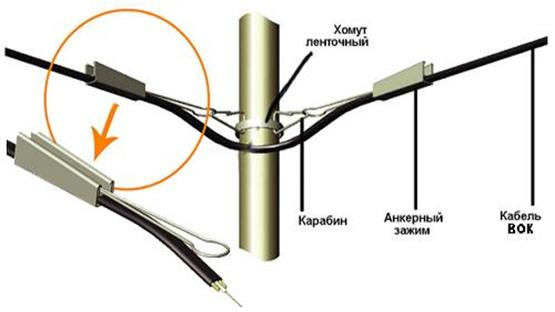 Хомут
ленточный
Карабин
Анкерный
зажим
Кабель
ВОК